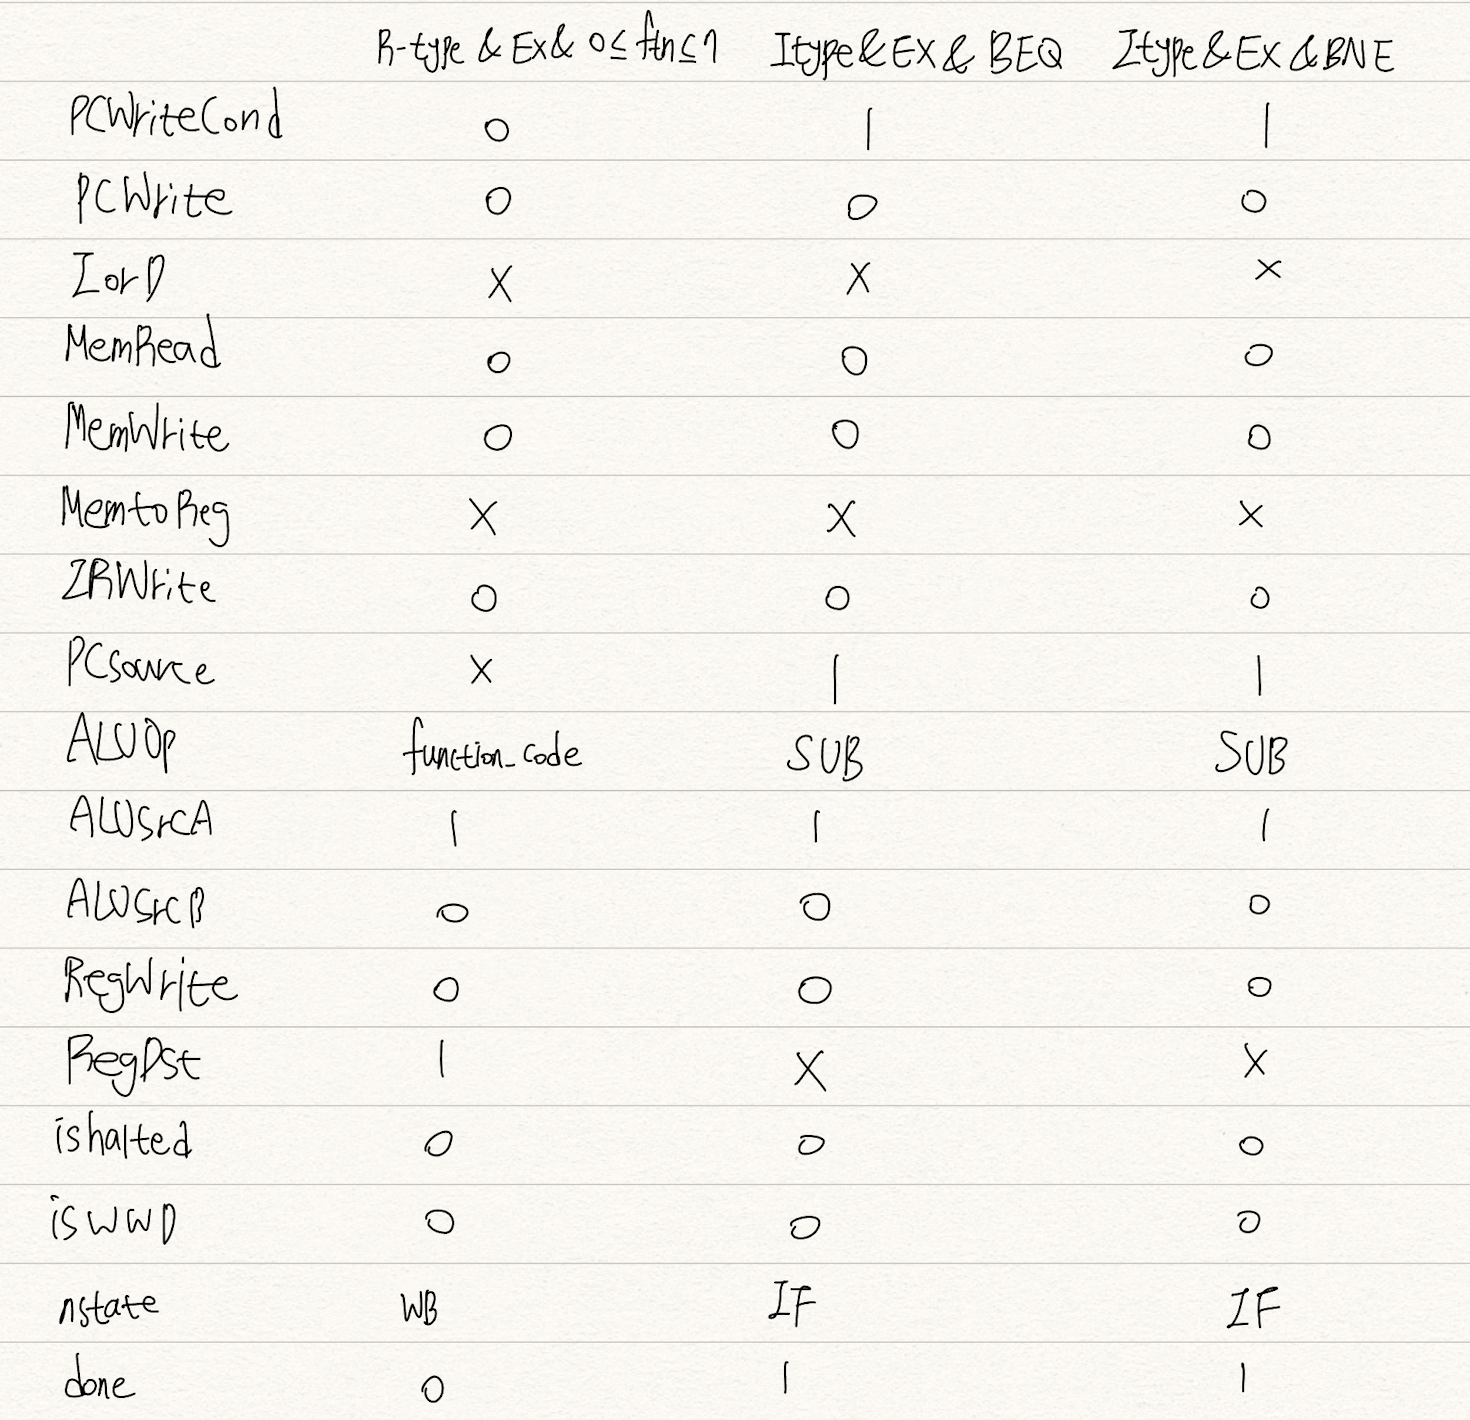 R-type & Ex & 0≤ftn≤7 Itype & EX & BEQ Itype & Ex & BNE
PCWriteCond 0 1 1
PCWrite 0 0 0
IorD X X X
MemRead 0 0 0
MemWrite 0 0 0
MemtoReg X X X
IRWrite 0 0 0
PCsource X 1 1
ALUOp function_code SUB SUB
ALUSrcA 1 1 1
ALUSrcB 0 0 0
RegWrite 0 0 0
RegDst 1 X X
ishalted 0 0 0
isWWD 0 0 0
nstate WB IF IF
done 0 1 1